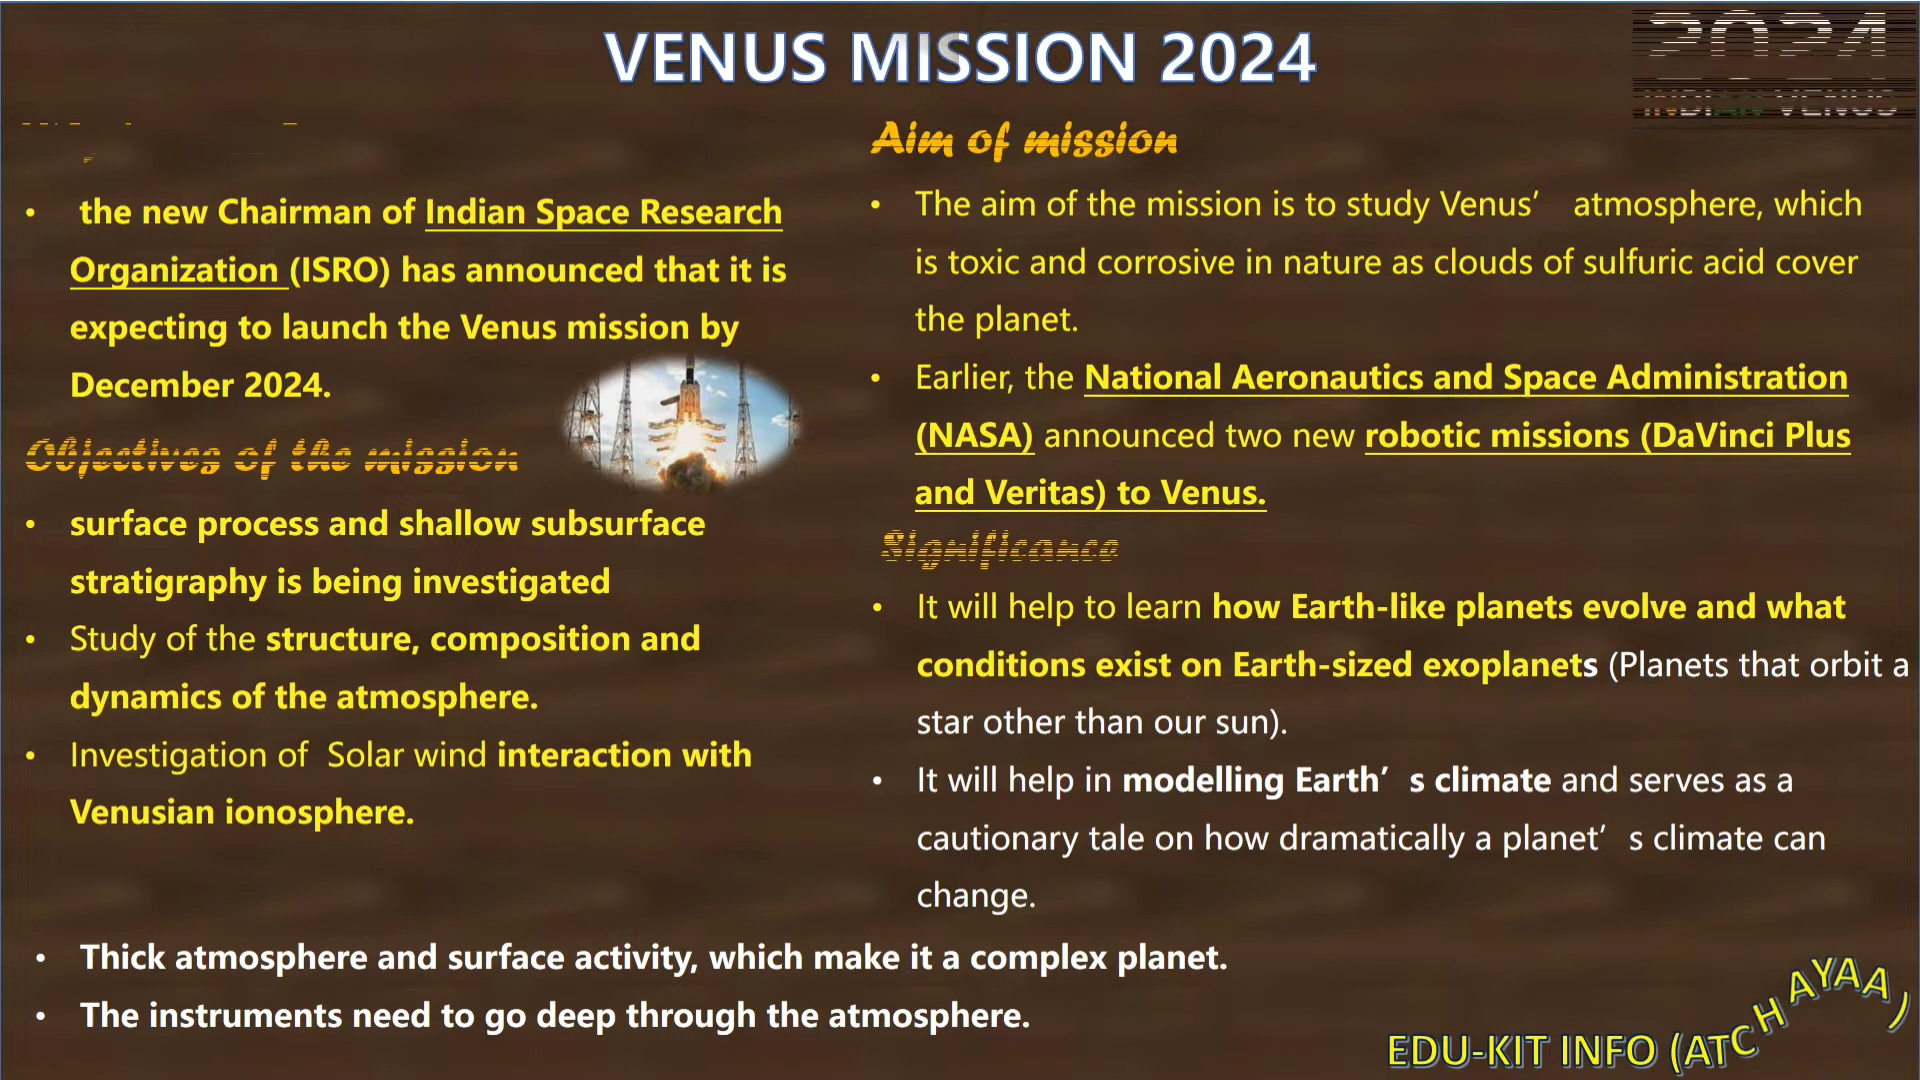 VENUS MISSION 2024
2024
INDIAN VENUS
the new Chairman of Indian Space Research
Organization (ISRO) has announced that it is
expecting to launch the Venus mission by
December 2024.
Objectives of the mission
• surface process and shallow subsurface
stratigraphy is being investigated
• Study of the structure, composition and
dynamics of the atmosphere.
• Investigation of Solar wind interaction with
Venusian ionosphere.
Aim of mission
• The aim of the mission is to study Venus’ atmosphere, which
is toxic and corrosive in nature as clouds of sulfuric acid cover
the planet.
• Earlier, the National Aeronautics and Space Administration
(NASA) announced two new robotic missions (DaVinci Plus
and Veritas) to Venus.
Significance
• It will help to learn how Earth-like planets evolve and what
conditions exist on Earth-sized exoplanets (Planets that orbit a
star other than our sun).
• It will help in modelling Earth’ s climate and serves as a
cautionary tale on how dramatically a planet’ s climate can
change.
• Thick atmosphere and surface activity, which make it a complex planet.
• The instruments need to go deep through the atmosphere.
EDU-KIT INFO (ATCHAYAA)